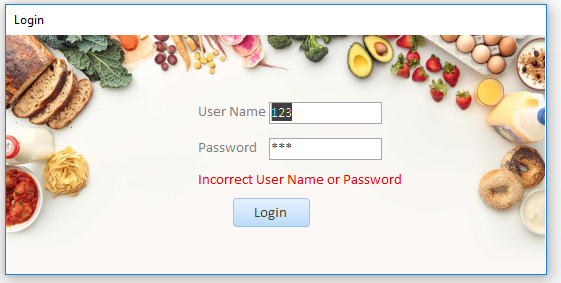 Login
User Name 123
Password ***
Incorrect User Name or Password
Login